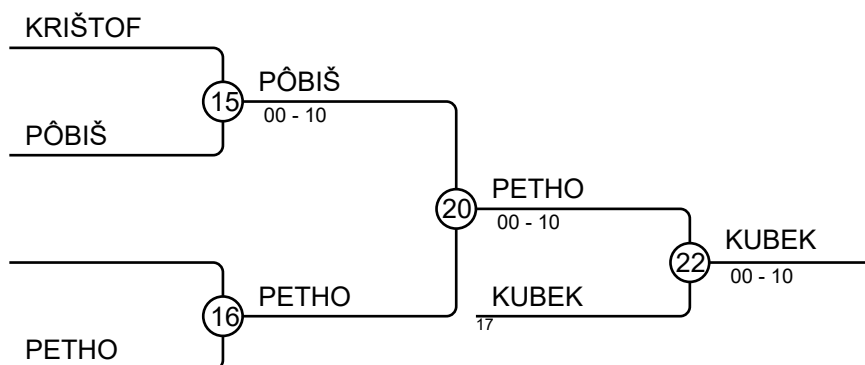 KRIŠTOF
15
PÔBIŠ
00 - 10
PÔBIŠ
20
PETHO
00 - 10
22
KUBEK
00 - 10
16
PETHO
KUBEK
17
PETHO